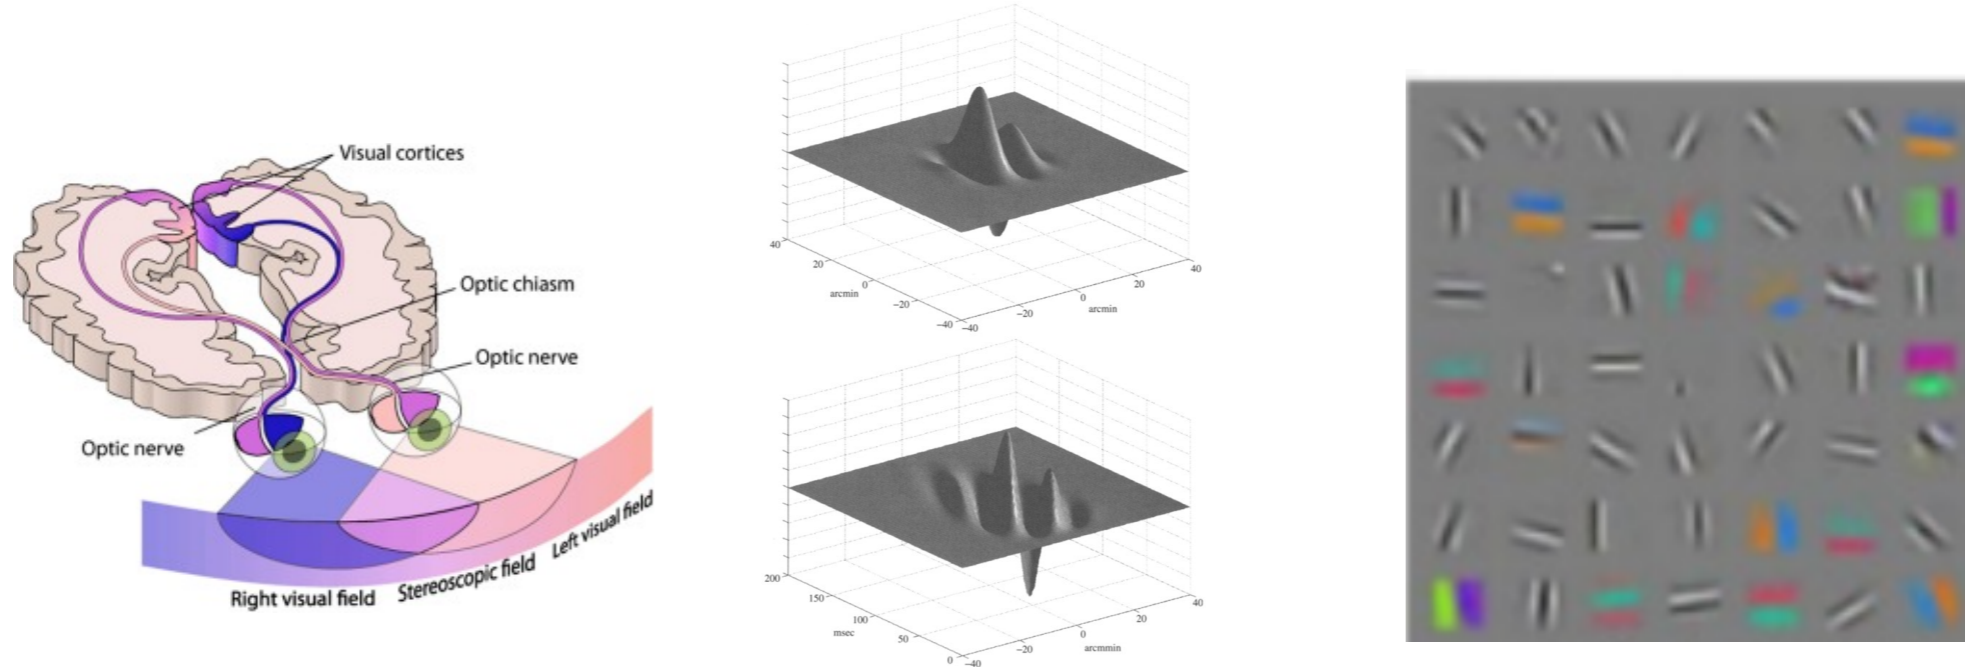 Visual cortices
Optic chiasm
Optic nerve
Optic nerve
Right visual field
Stereoscopic field
Left visual field
40
20
0
−20
−40
arcmin
−40
−20
0
20
40
arcmin
200
150
100
50
0
msec
−40
−20
0
20
40
arcmmin